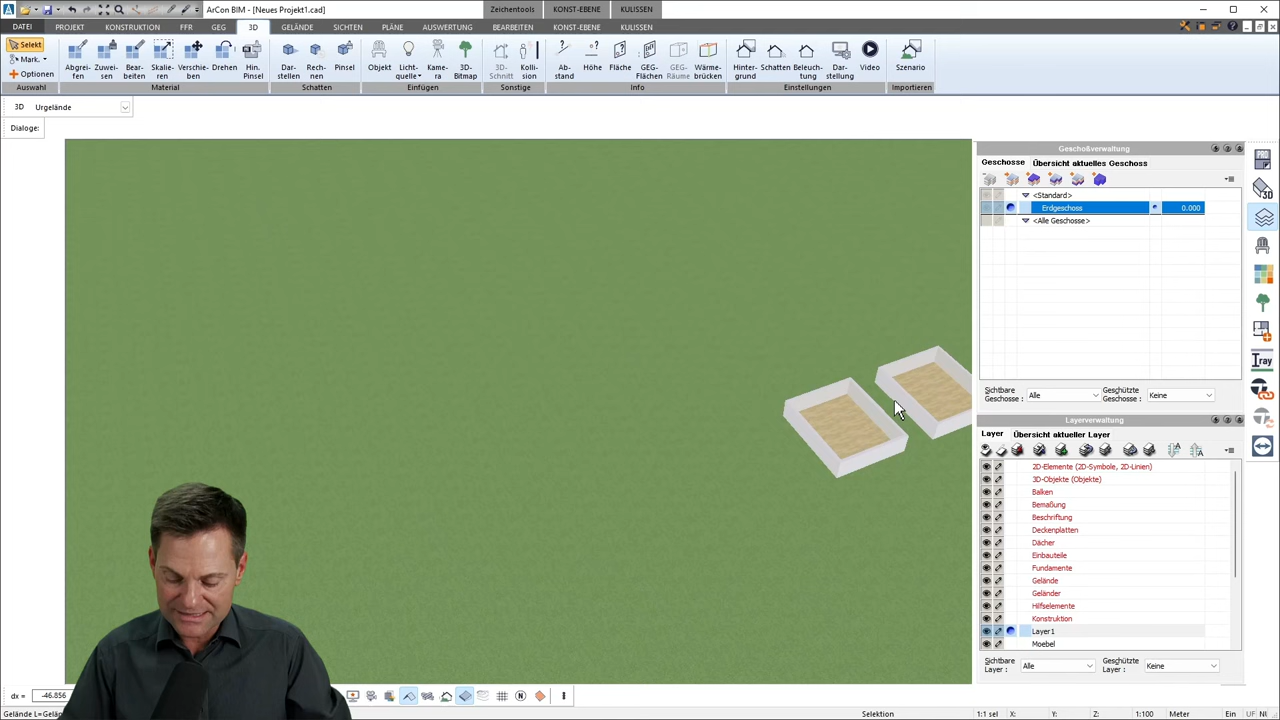 ArCon BIM - [Neues Projekt1.cad]
Zeichentools KONST-EBENE KULISSEN
DATEI PROJEKT KONSTRUKTION FFR GEG 3D GELÄNDE SICHTEN PLÄNE AUSWERTUNG BEARBEITEN KONST-EBENE KULISSEN
Selekt
Mark.
Optionen
Auswahl
Abgrei-
fen
Zuwei-
sen
Bear-
beiten
Skalie-
ren
Verschie-
ben
Drehen
Hin.
Pinsel
Material
Dar-
stellen
Rech-
nen
Pinsel
Schatten
Objekt
Licht-
quelle
Kame-
ra
3D-
Bitmap
Einfügen
3D-
Schnitt
Kolli-
sion
Sonstige
Ab-
stand
Höhe
Fläche
GEG-
Flächen
GEG-
Räume
Wärme-
brücken
Info
Hinter-
grund
Schatten
Beleuch-
tung
Dar-
stellung
Video
Einstellungen
Szenario
Importieren
3D Urgelände
Dialoge:
Geschoßverwaltung
Geschosse Übersicht aktuelles Geschoss
<Standard>
Erdgeschoss 0.000
<Alle Geschosse>
Sichtbare
Geschosse : Alle
Geschützte
Geschosse : Keine
Layerverwaltung
Layer Übersicht aktueller Layer
2D-Elemente (2D-Symbole, 2D-Linien)
3D-Objekte (Objekte)
Balken
Bemaßung
Beschriftung
Deckenplatten
Dächer
Einbauteile
Fundamente
Gelände
Geländer
Hilfselemente
Konstruktion
Layer1
Moebel
Sichtbare
Layer : Alle
Geschützte
Layer : Keine
PRO
3D
Iray
dx = -46.856
Selektion 1:1 sel X: Y: Z: 1:100 Meter Ein UF